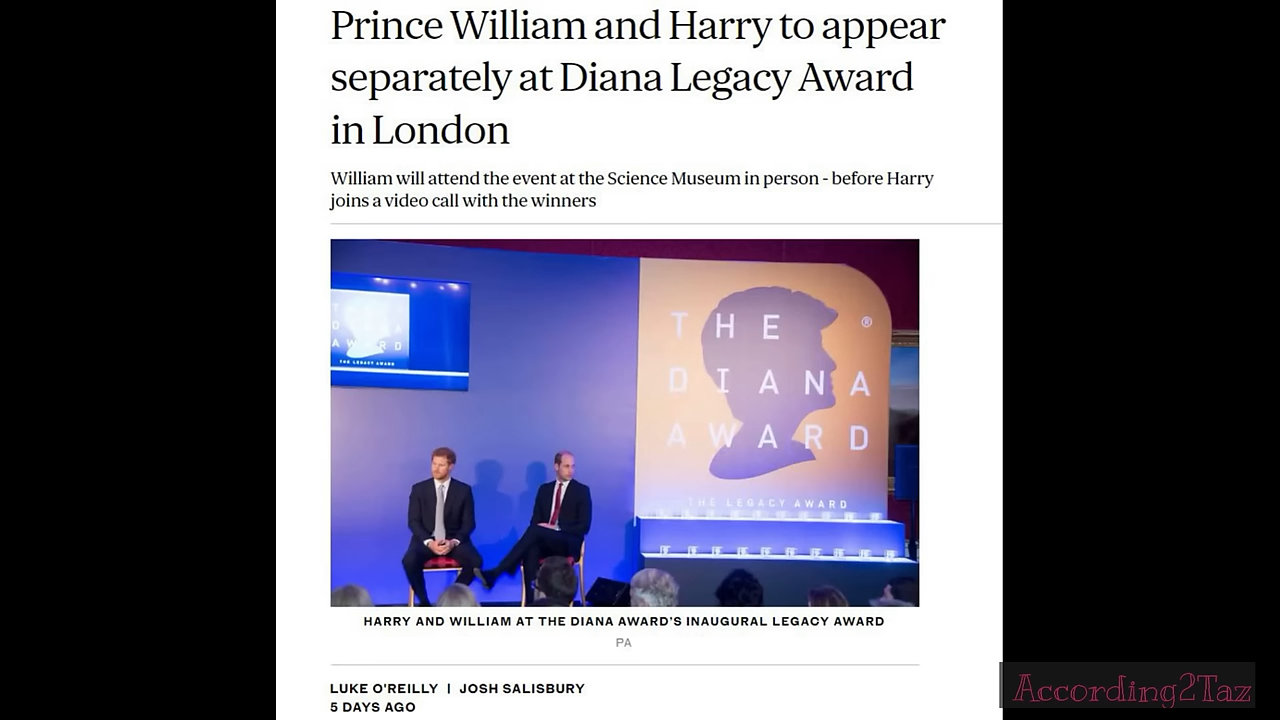 Prince William and Harry to appear
separately at Diana Legacy Award
in London
William will attend the event at the Science Museum in person - before Harry
joins a video call with the winners
THE ®
DIANA
AWARD
THE LEGACY AWARD
THE LEGACY AWARD
HARRY AND WILLIAM AT THE DIANA AWARD'S INAUGURAL LEGACY AWARD
PA
LUKE O'REILLY | JOSH SALISBURY
5 DAYS AGO
According2Taz